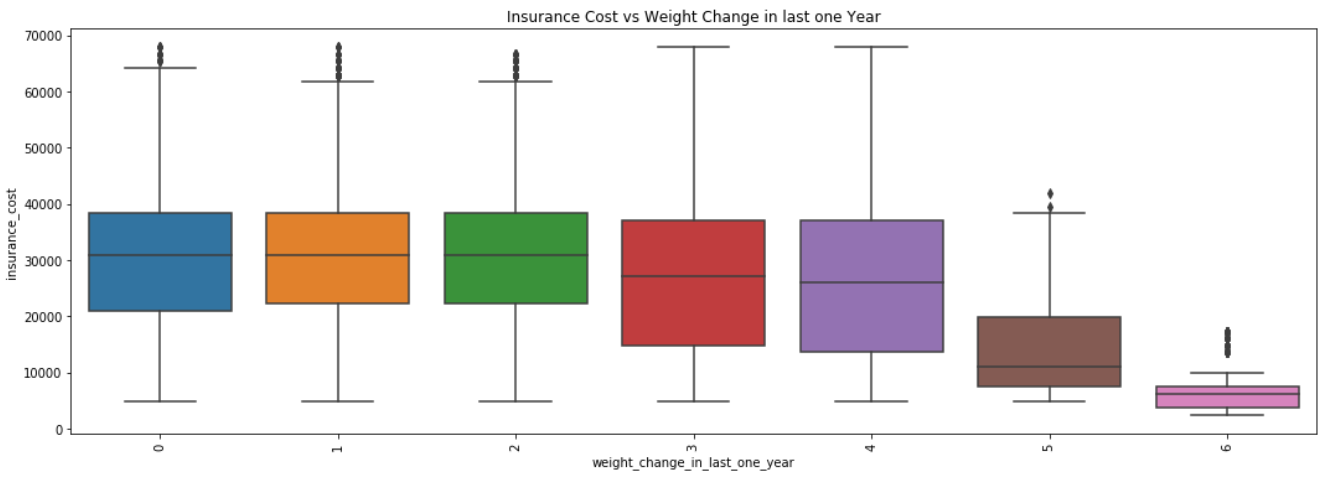 Insurance Cost vs Weight Change in last one Year
70000
60000
50000
40000
30000
20000
10000
0
insurance_cost
0 1 2 3 4 5 6
weight_change_in_last_one_year